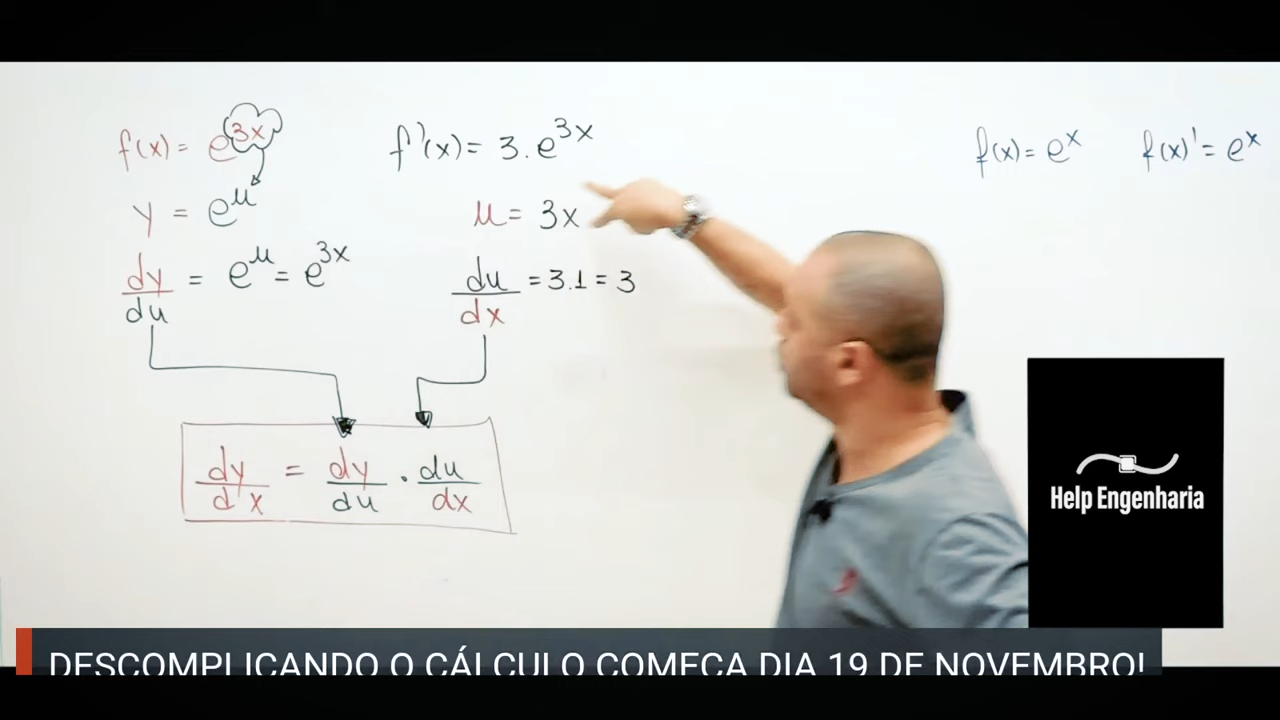 f(x) = e^{3x}
f'(x) = 3 . e^{3x}
f(x) = e^x
f(x)' = e^x
y = e^μ
μ = 3x
dy/du = e^μ = e^{3x}
du/dx = 3.1 = 3
dy/dx = dy/du . du/dx
Help Engenharia
DESCOMPLICANDO O CÁLCULO COMEÇA DIA 19 DE NOVEMBRO!